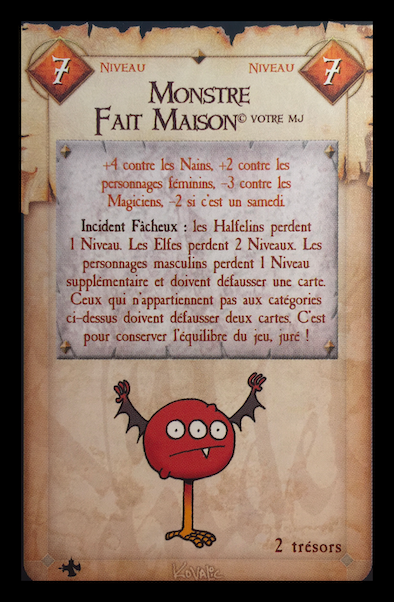 7 Niveau Niveau 7
Monstre
Fait Maison© votre MJ
+4 contre les Nains, +2 contre les
personnages féminins, -3 contre les
Magiciens, -2 si c'est un samedi.
Incident Fâcheux : les Halfelins perdent
1 Niveau. Les Elfes perdent 2 Niveaux. Les
personnages masculins perdent 1 Niveau
supplémentaire et doivent défausser une carte.
Ceux qui n'appartiennent pas aux catégories
ci-dessus doivent défausser deux cartes. C'est
pour conserver l'équilibre du jeu, juré !
2 trésors
Kovalic